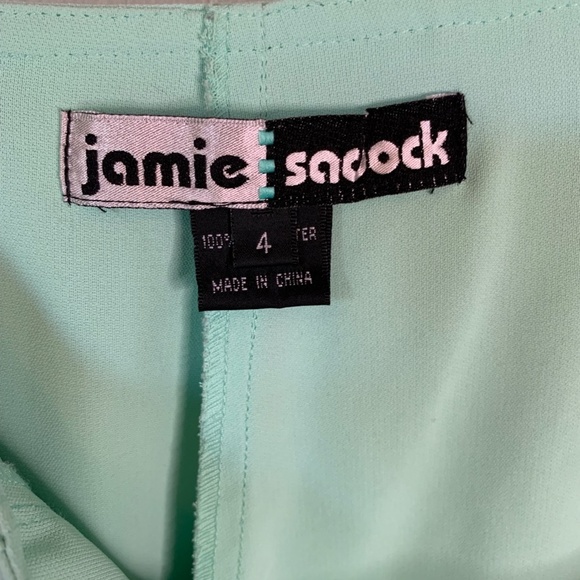 jamie sadock
100% 4 TER
MADE IN CHINA